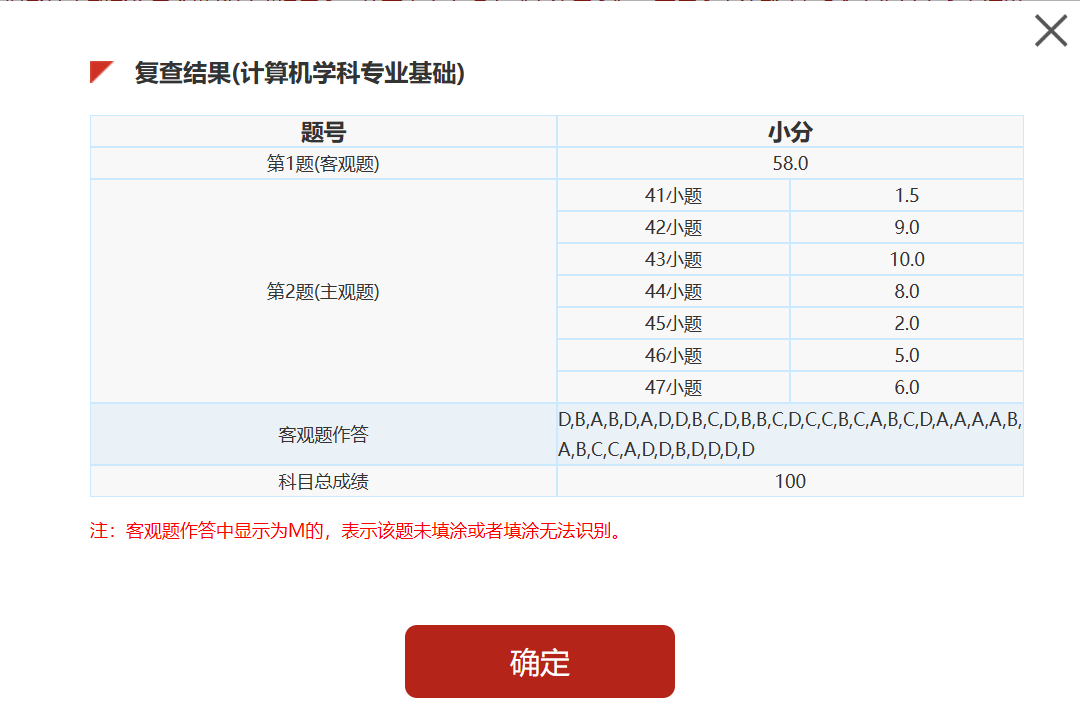 复查结果(计算机学科专业基础)
题号 小分
第1题(客观题) 58.0
41小题 1.5
42小题 9.0
43小题 10.0
第2题(主观题) 44小题 8.0
45小题 2.0
46小题 5.0
47小题 6.0
客观题作答 D,B,A,B,D,A,D,D,B,C,D,B,B,C,D,C,C,B,C,A,B,C,D,A,A,A,A,B,
A,B,C,C,A,D,D,B,D,D,D,D
科目总成绩 100
注：客观题作答中显示为M的，表示该题未填涂或者填涂无法识别。
确定